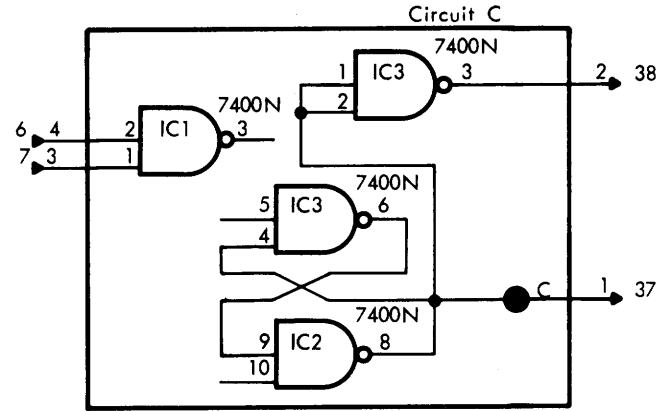 Circuit C
7400N
1 IC3 3 2 38
2
7400N
6 4 2 IC1 3
7 3 1
7400N
5 IC3 6
4
C 1 37
7400N
9 IC2 8
10